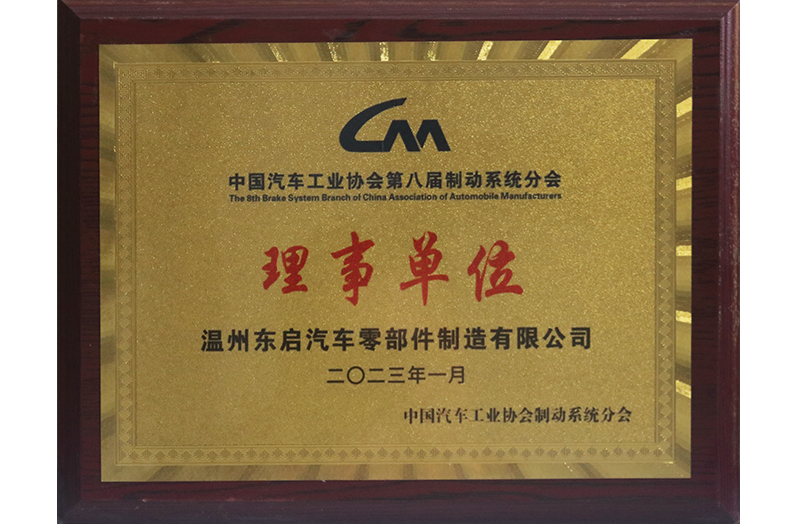 CAAM
中国汽车工业协会第八届制动系统分会
The 8th Brake System Branch of China Association of Automobile Manufacturers
理事单位
温州东启汽车零部件制造有限公司
二〇二三年一月
中国汽车工业协会制动系统分会